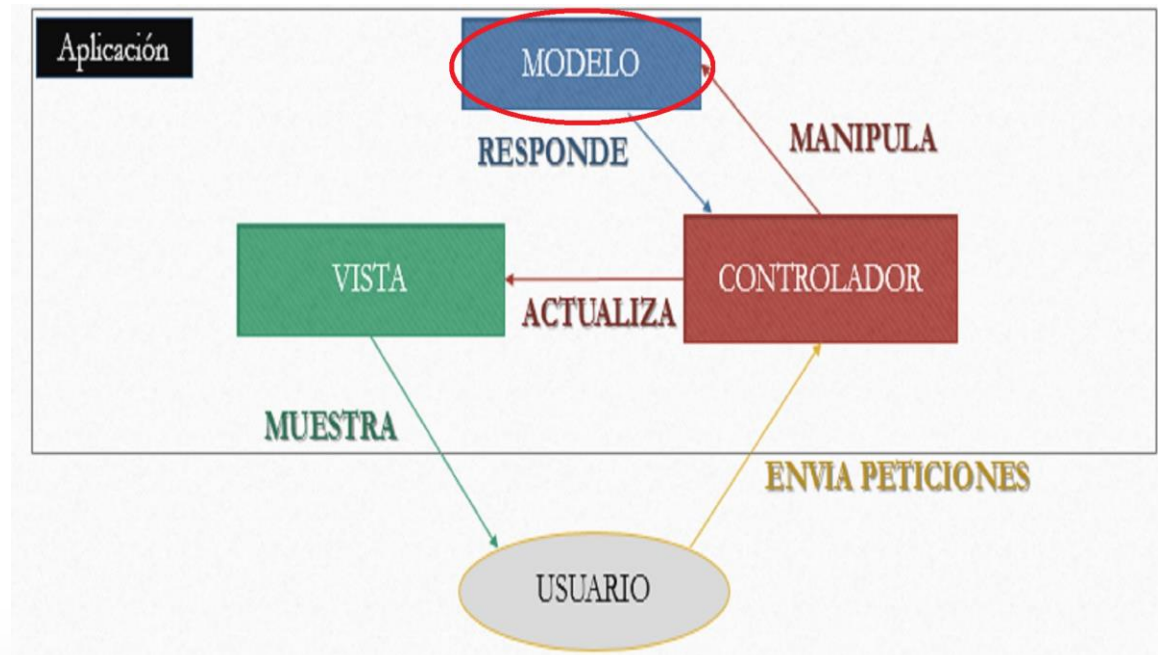 Aplicación
MODELO
RESPONDE
MANIPULA
VISTA
ACTUALIZA
CONTROLADOR
MUESTRA
ENVIA PETICIONES
USUARIO